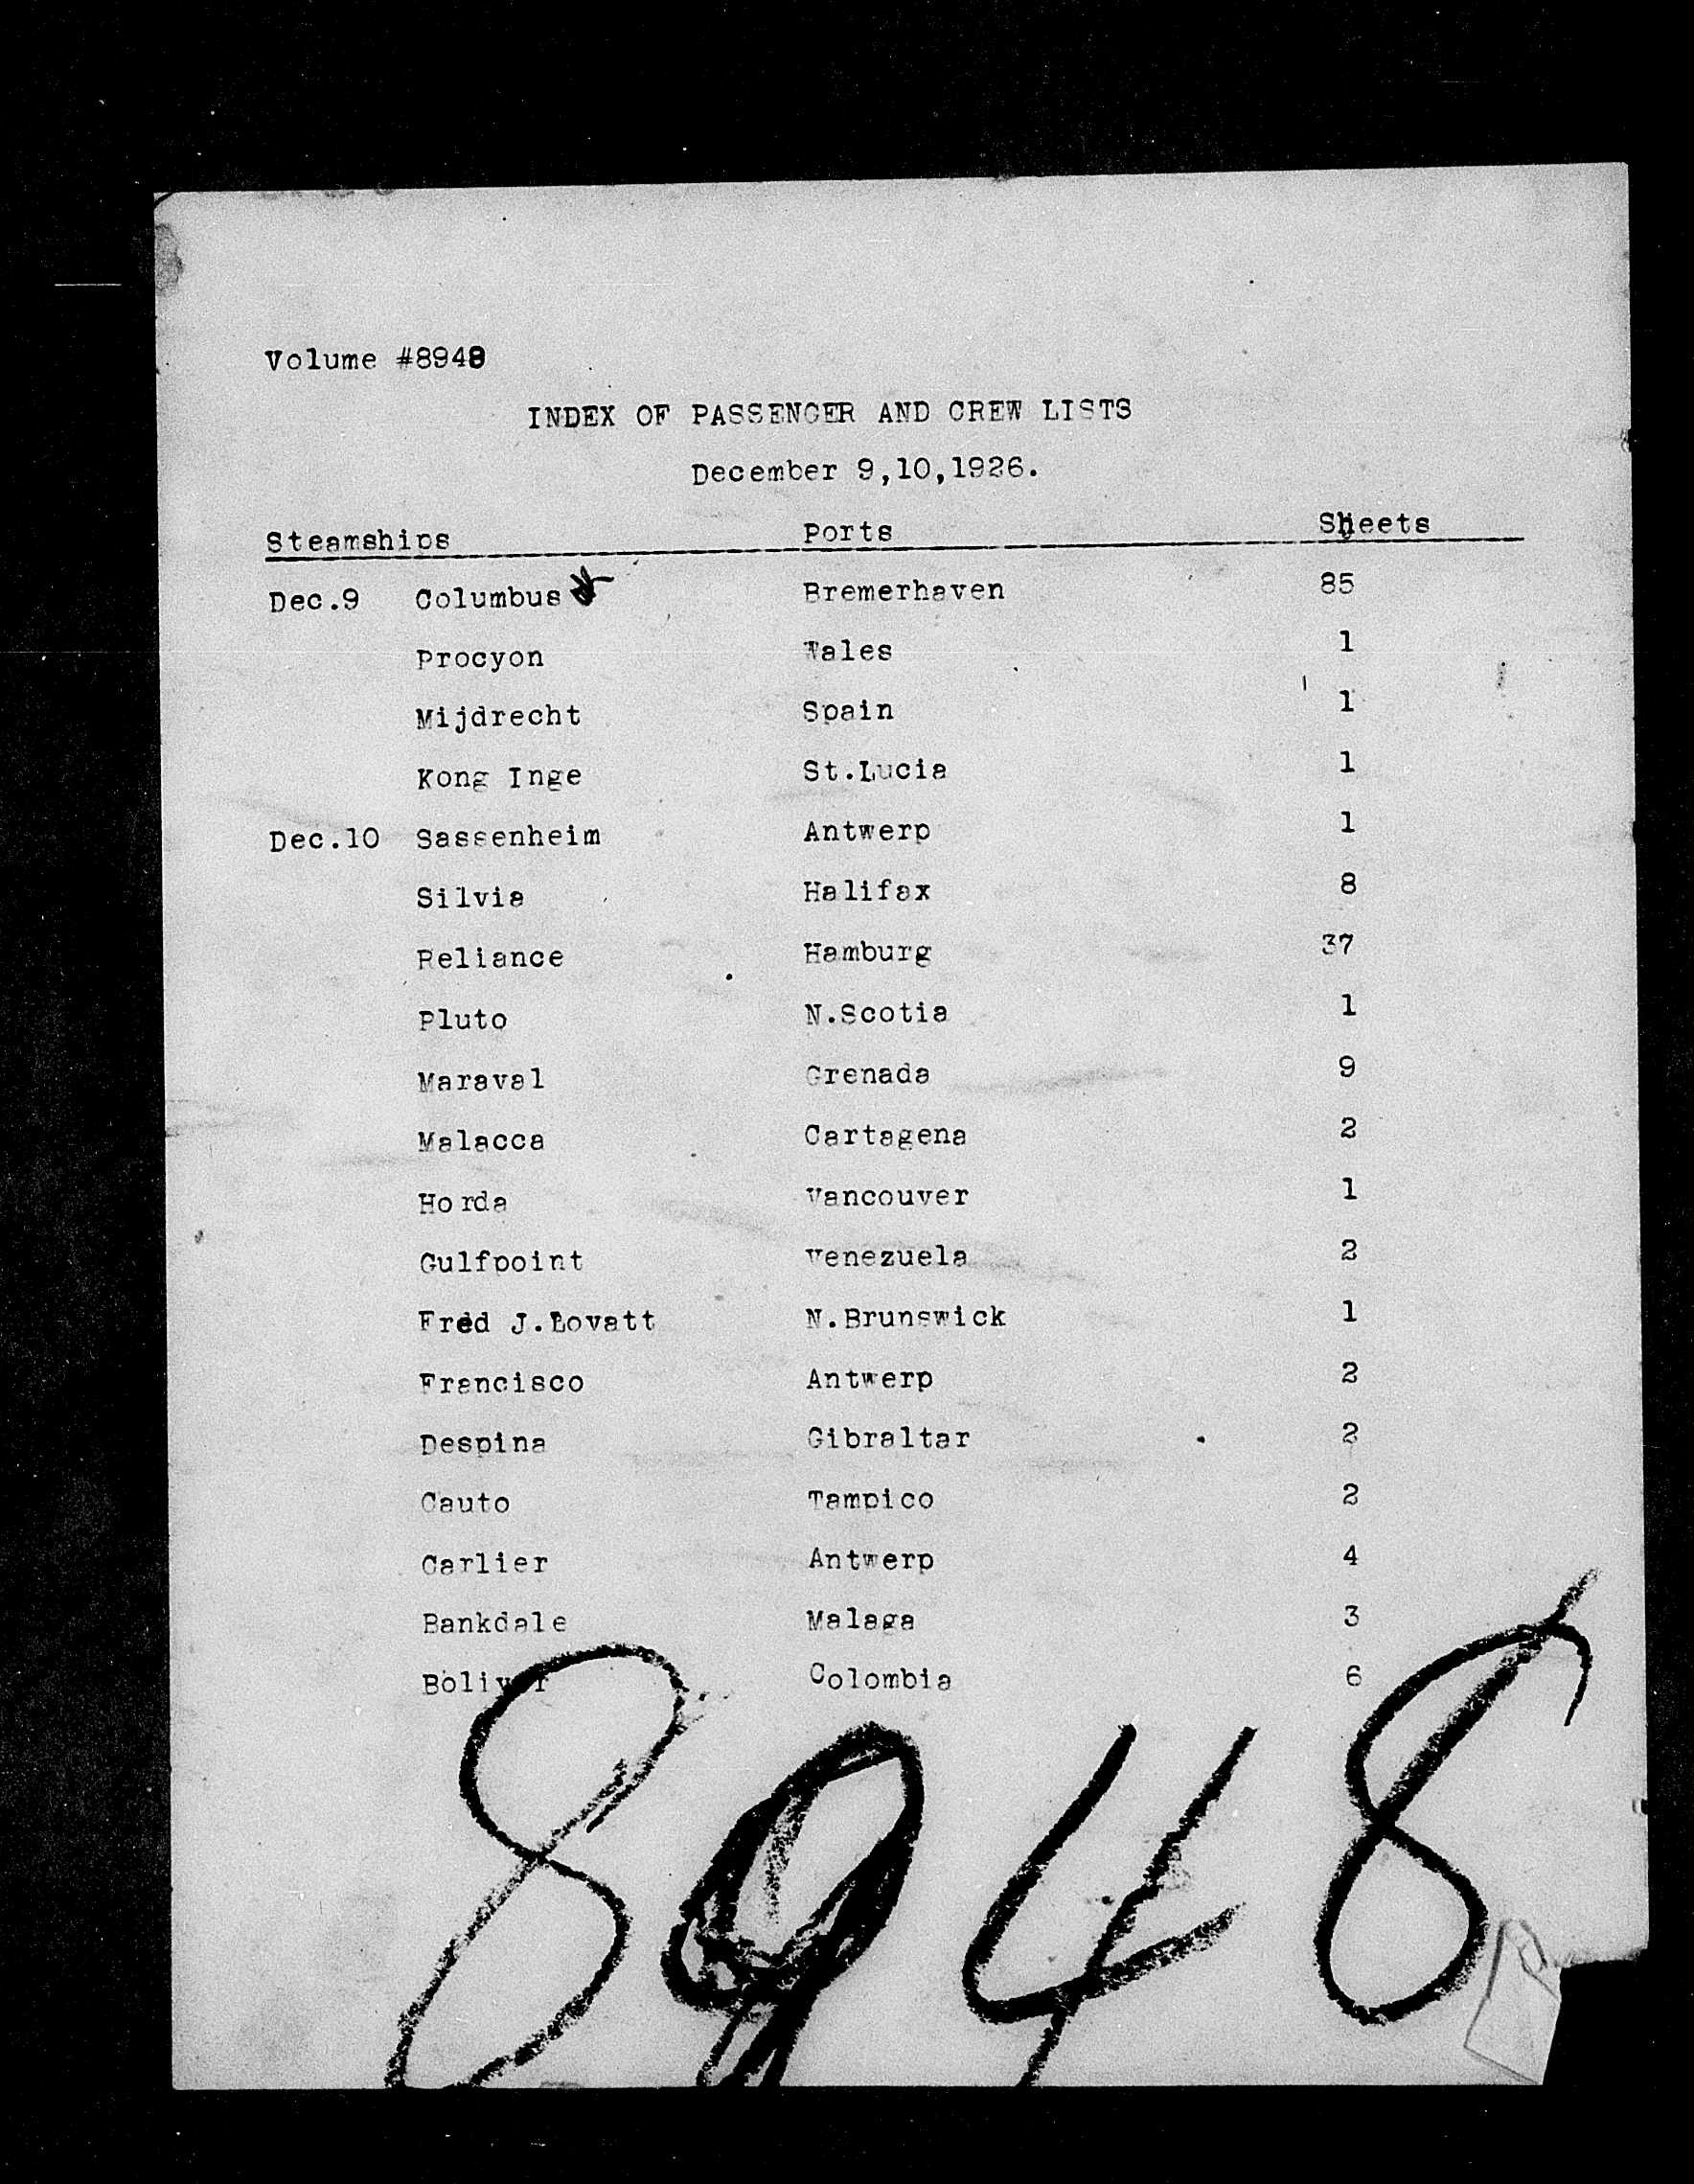 Volume #8948
INDEX OF PASSENGER AND CREW LISTS
December 9,10,1926.
Steamships Ports Sheets
Dec.9 Columbus Bremerhaven 85
Procyon Wales 1
Mijdrecht Spain 1
Kong Inge St.Lucia 1
Dec.10 Sassenheim Antwerp 1
Silvia Halifax 8
Reliance Hamburg 37
Pluto N.Scotia 1
Maraval Grenada 9
Malacca Cartagena 2
Horda Vancouver 1
Gulfpoint Venezuela 2
Fred J.Lovatt N.Brunswick 1
Francisco Antwerp 2
Despina Gibraltar 2
Cauto Tampico 2
Carlier Antwerp 4
Bankdale Malaga 3
Bolivar Colombia 6
8948